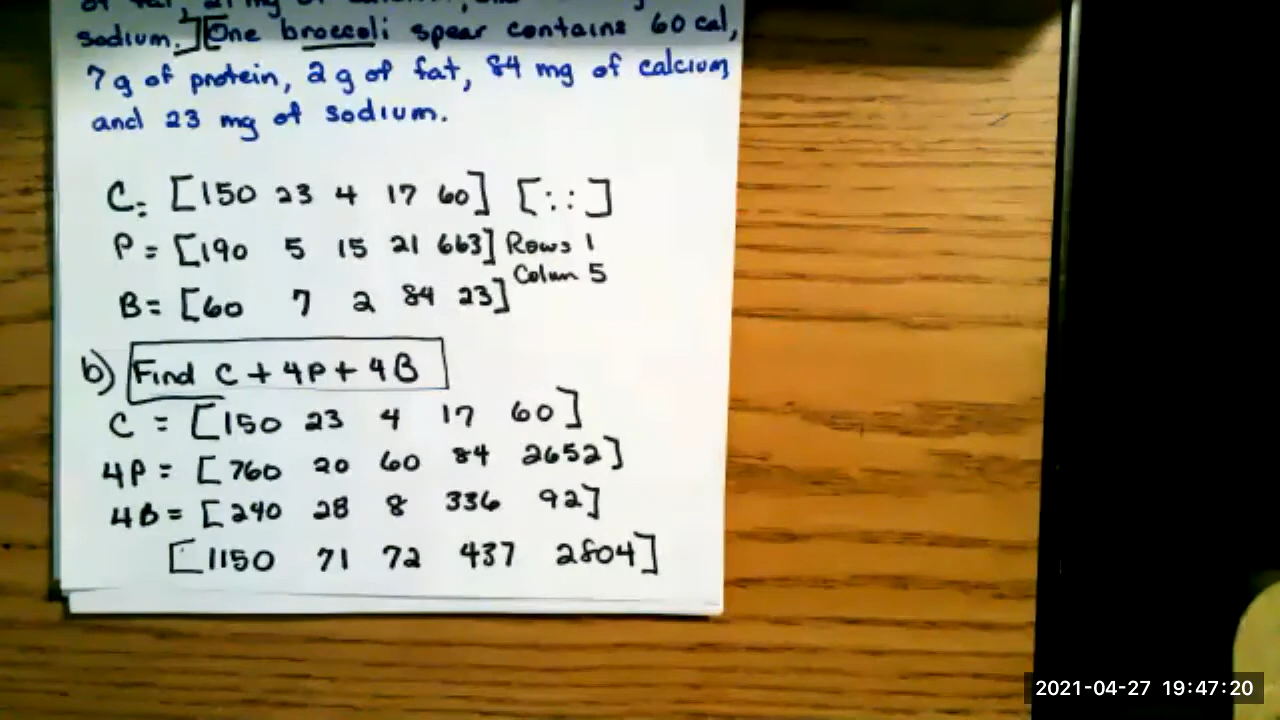 sodium.] [One broccoli spear contains 60 cal,
7 g of protein, 2 g of fat, 84 mg of calcium
and 23 mg of sodium.
C= [150 23 4 17 60] [: : :]
P = [190 5 15 21 663] Rows 1
Colum 5
B = [60 7 2 84 23]
b) Find C + 4P + 4B
C = [150 23 4 17 60]
4P = [760 20 60 84 2652]
4B = [240 28 8 336 92]
[1150 71 72 437 2804]
2021-04-27 19:47:20